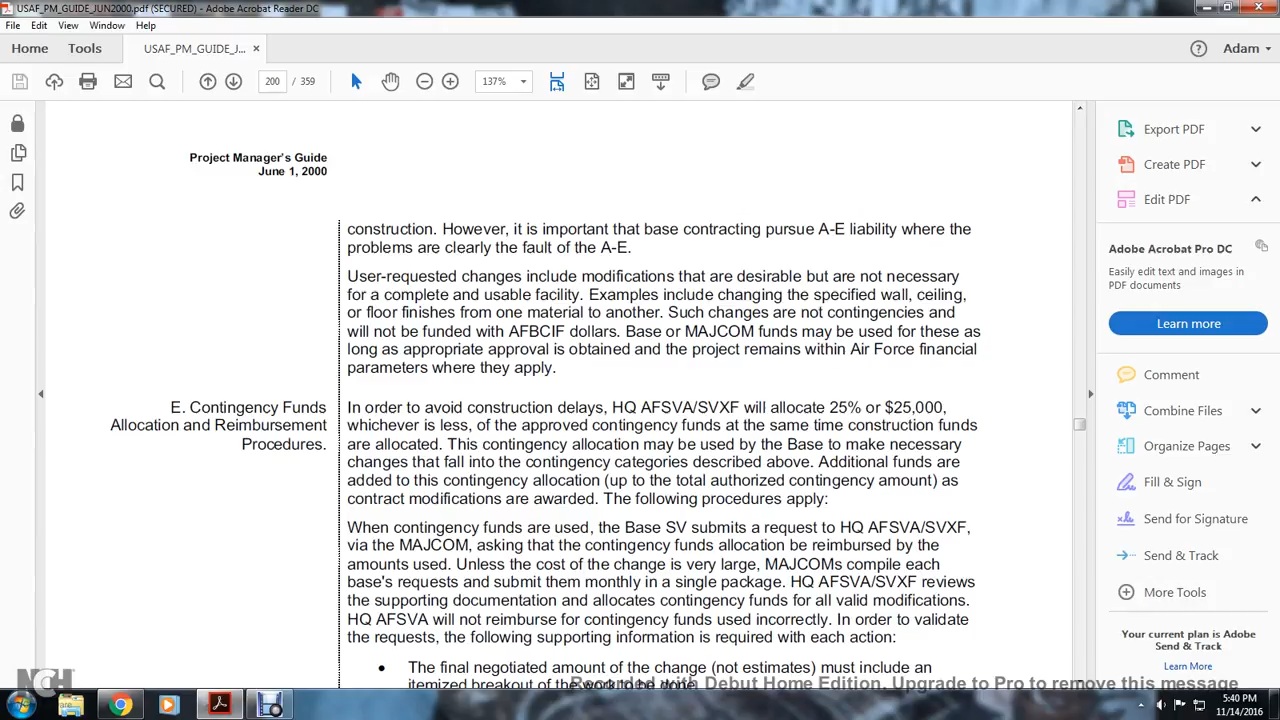 USAF_PM_GUIDE_JUN2000.pdf (SECURED) - Adobe Acrobat Reader DC
File Edit View Window Help
Home Tools USAF_PM_GUIDE_J... × Adam
200 / 359 137%
Project Manager's Guide
June 1, 2000
construction. However, it is important that base contracting pursue A-E liability where the
problems are clearly the fault of the A-E.
User-requested changes include modifications that are desirable but are not necessary
for a complete and usable facility. Examples include changing the specified wall, ceiling,
or floor finishes from one material to another. Such changes are not contingencies and
will not be funded with AFBCIF dollars. Base or MAJCOM funds may be used for these as
long as appropriate approval is obtained and the project remains within Air Force financial
parameters where they apply.
E. Contingency Funds
Allocation and Reimbursement
Procedures.
In order to avoid construction delays, HQ AFSVA/SVXF will allocate 25% or $25,000,
whichever is less, of the approved contingency funds at the same time construction funds
are allocated. This contingency allocation may be used by the Base to make necessary
changes that fall into the contingency categories described above. Additional funds are
added to this contingency allocation (up to the total authorized contingency amount) as
contract modifications are awarded. The following procedures apply:
When contingency funds are used, the Base SV submits a request to HQ AFSVA/SVXF,
via the MAJCOM, asking that the contingency funds allocation be reimbursed by the
amounts used. Unless the cost of the change is very large, MAJCOMs compile each
base's requests and submit them monthly in a single package. HQ AFSVA/SVXF reviews
the supporting documentation and allocates contingency funds for all valid modifications.
HQ AFSVA will not reimburse for contingency funds used incorrectly. In order to validate
the requests, the following supporting information is required with each action:
• The final negotiated amount of the change (not estimates) must include an
itemized breakout of the work to be done
Export PDF
Create PDF
Edit PDF
Adobe Acrobat Pro DC
Easily edit text and images in
PDF documents
Learn more
Comment
Combine Files
Organize Pages
Fill & Sign
Send for Signature
Send & Track
More Tools
Your current plan is Adobe
Send & Track
Learn More
NCH
Recorded with Debut Home Edition. Upgrade to Pro to remove this message
5:40 PM
11/14/2016